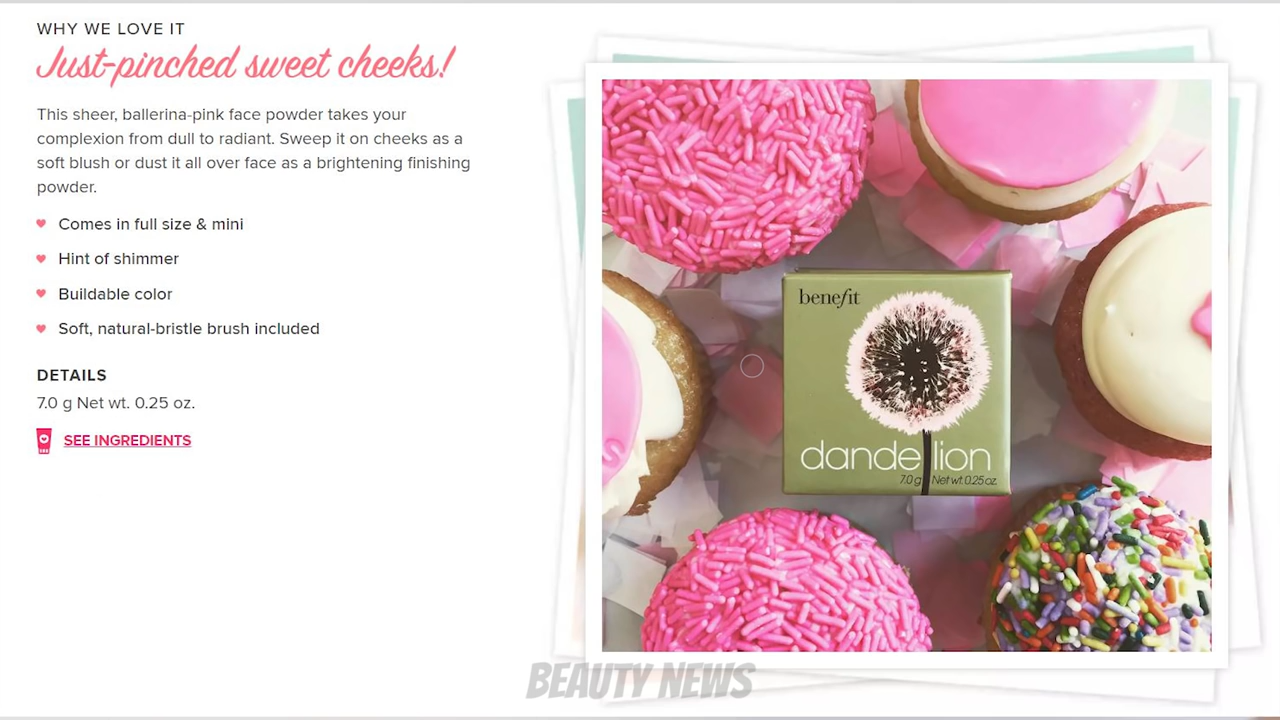 WHY WE LOVE IT
Just-pinched sweet cheeks!
This sheer, ballerina-pink face powder takes your
complexion from dull to radiant. Sweep it on cheeks as a
soft blush or dust it all over face as a brightening finishing
powder.
Comes in full size & mini
Hint of shimmer
Buildable color
Soft, natural-bristle brush included
DETAILS
7.0 g Net wt. 0.25 oz.
SEE INGREDIENTS
benefit
dandelion
7.0 g Net wt. 0.25 oz.
BEAUTY NEWS